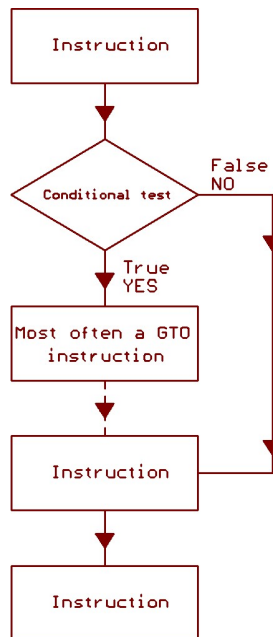 Instruction
Conditional test
False
NO
True
YES
Most often a GTO
instruction
Instruction
Instruction